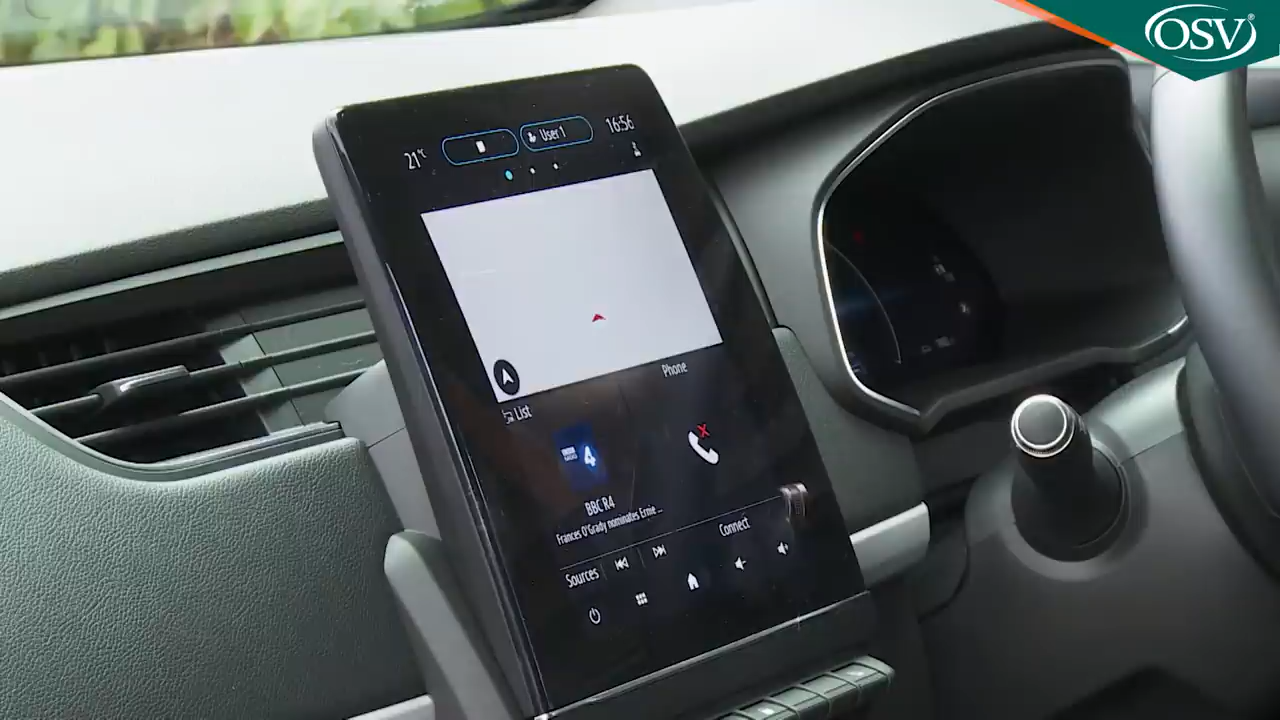 OSV®
21°C
User 1
16:56
List
Phone
4
BBC R4
Frances O'Grady nominates Ernie ...
Sources
Connect